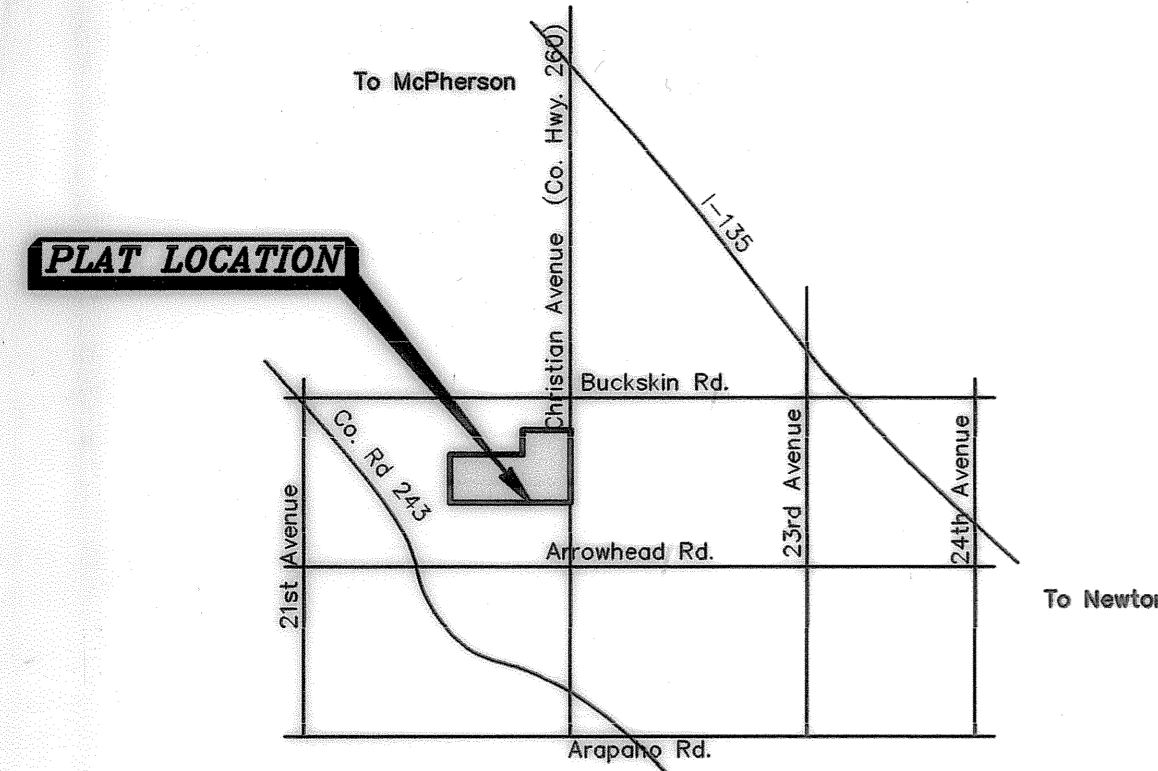 To McPherson
Christian Avenue (Co. Hwy. 260)
I-135
PLAT LOCATION
Buckskin Rd.
Co. Rd 243
21st Avenue
23rd Avenue
24th Avenue
Arrowhead Rd.
To Newton
Arapaho Rd.